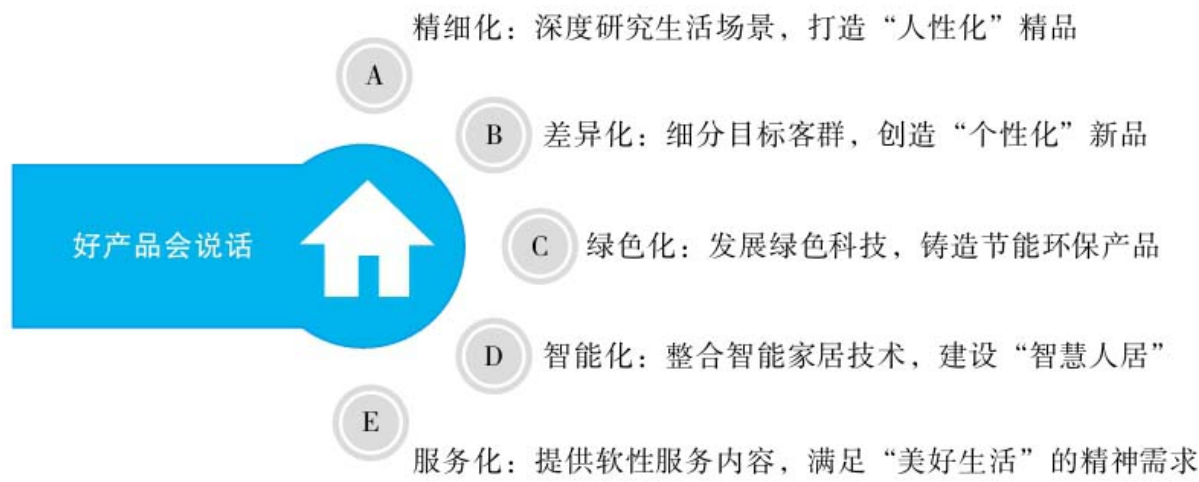 精细化：深度研究生活场景，打造“人性化”精品
A
B
差异化：细分目标客群，创造“个性化”新品
好产品会说话
C
绿色化：发展绿色科技，铸造节能环保产品
D
智能化：整合智能家居技术，建设“智慧人居”
E
服务化：提供软性服务内容，满足“美好生活”的精神需求